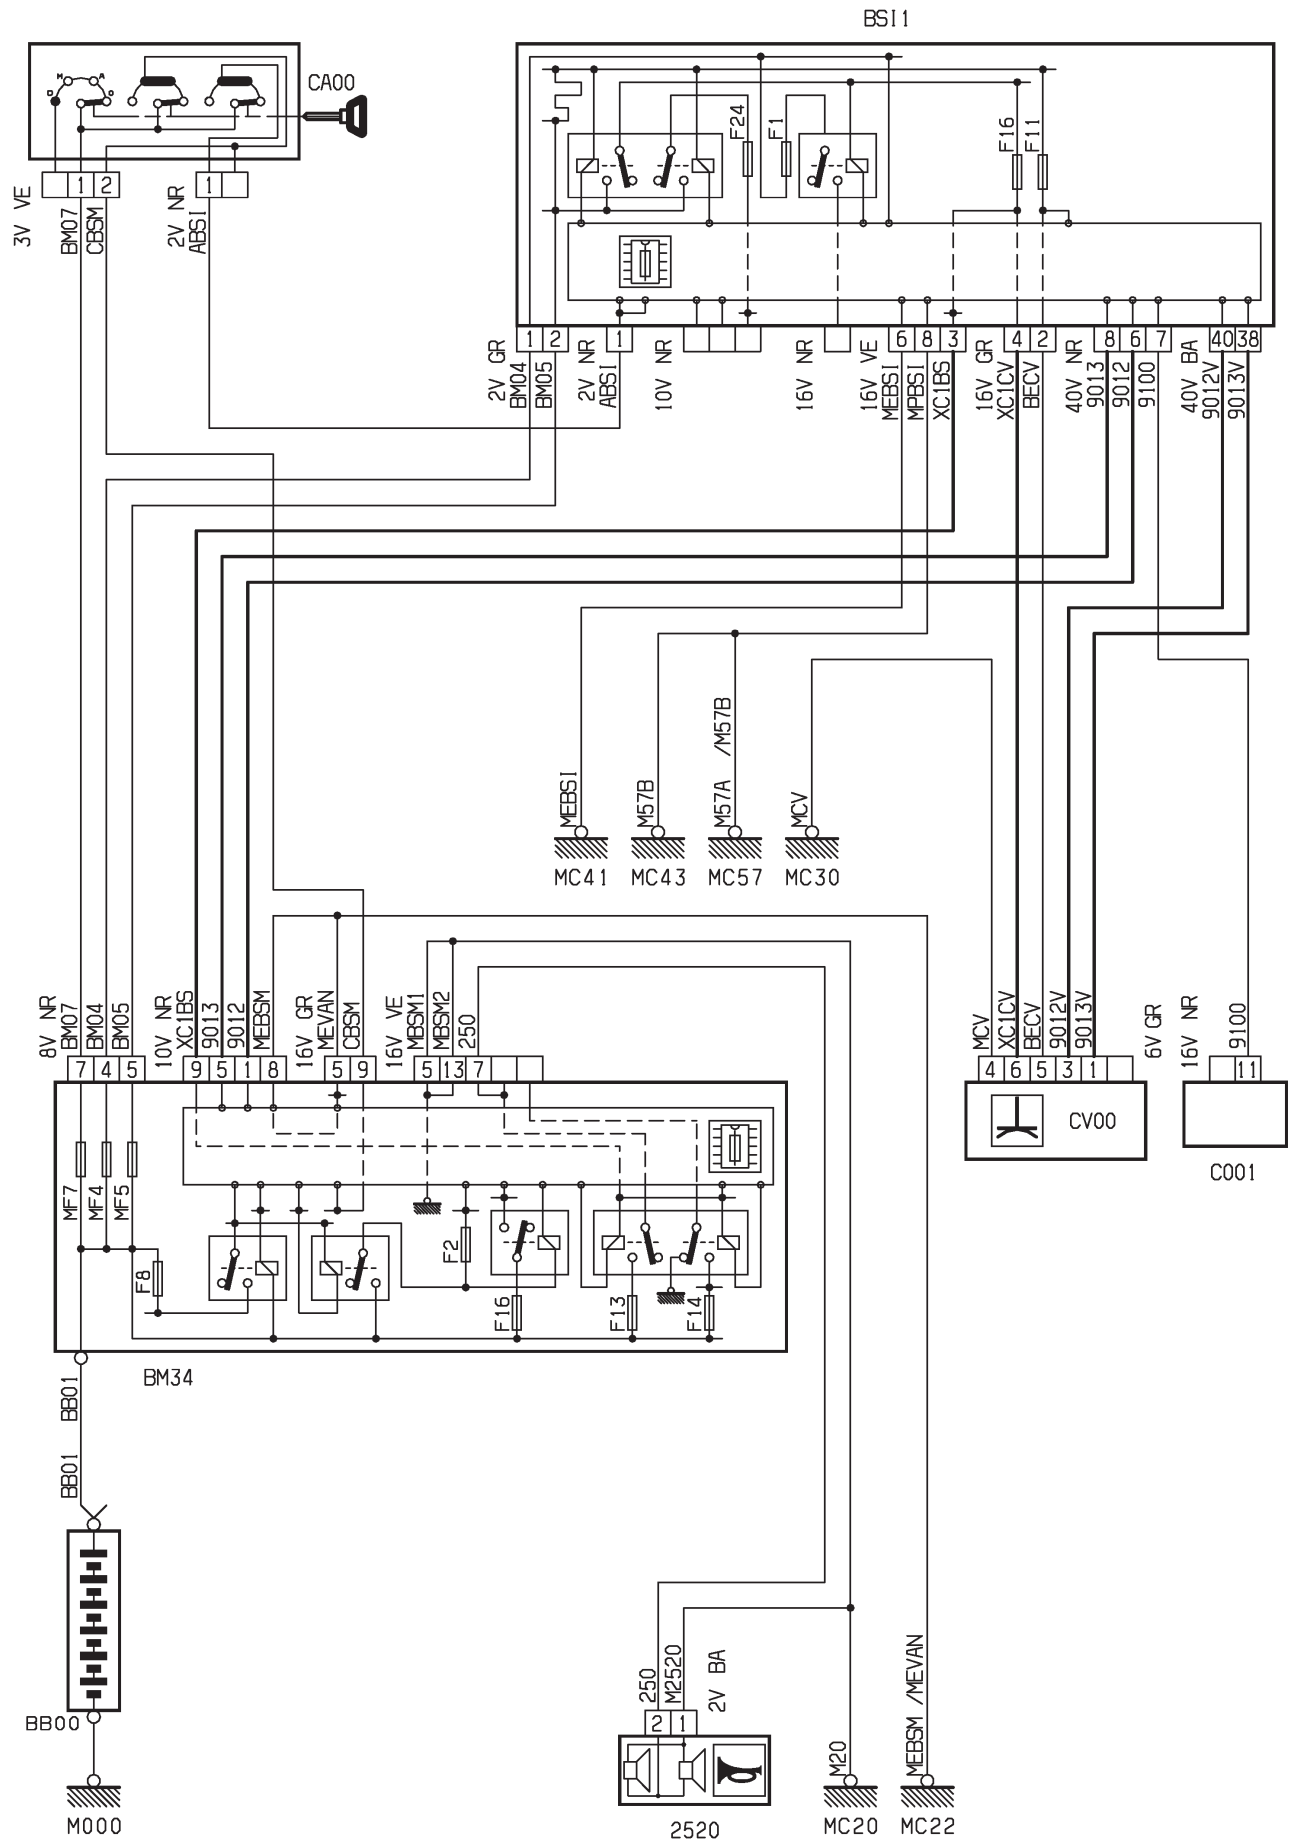 BSI1
CA00
M A
D D
F24
F1
F16
F11
1 2
1
3V VE
BM07
CBSM
2V NR
ABSI
1 2
1
6 8 3
4 2
8 6 7
40 38
2V GR
BM04
BM05
2V NR
ABSI
10V NR
16V NR
16V VE
MEBSI
MPBSI
XC1BS
16V GR
XC1CV
BECV
40V NR
9013
9012
9100
40V BA
9012V
9013V
MEBSI
M57B
M57A /M57B
MCV
MC41
MC43
MC57
MC30
8V NR
BM07
BM04
BM05
10V NR
XC1BS
9013
9012
MEBSM
16V GR
MEVAN
CBSM
16V VE
MBSM1
MBSM2
250
MCV
XC1CV
BECV
9012V
9013V
6V GR
16V NR
9100
7 4 5
9 5 1 8
5 9
5 13 7
4 6 5 3 1
11
CV00
C001
MF7
MF4
MF5
F8
F2
F16
F13
F14
BM34
BB01
BB01
BB00
M000
250
M2520
2V BA
2 1
2520
M20
MC20
MEBSM /MEVAN
MC22